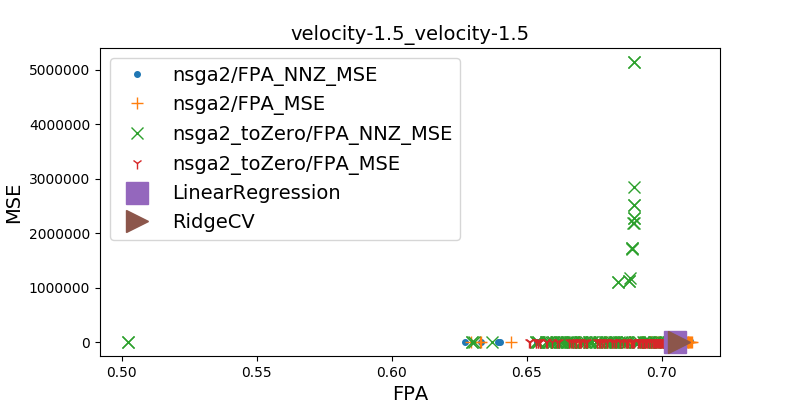 velocity-1.5_velocity-1.5
5000000
4000000
3000000
2000000
1000000
0
MSE
nsga2/FPA_NNZ_MSE
nsga2/FPA_MSE
nsga2_toZero/FPA_NNZ_MSE
nsga2_toZero/FPA_MSE
LinearRegression
RidgeCV
0.50 0.55 0.60 0.65 0.70
FPA